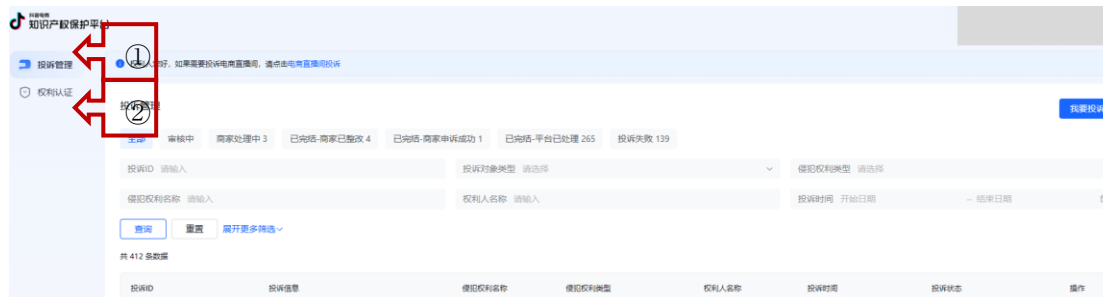 抖音电商
知识产权保护平台
投诉管理
权利认证
①
权利人您好，如果需要投诉电商直播间，请点击电商直播间投诉
②
投诉管理
我要投诉
全部 审核中 商家处理中 3 已完结-商家已整改 4 已完结-商家申诉成功 1 已完结-平台已处理 265 投诉失败 139
投诉ID 请输入 投诉对象类型 请选择 侵犯权利类型 请选择
侵犯权利名称 请输入 权利人名称 请输入 投诉时间 开始日期 – 结束日期
查询 重置 展开更多筛选
共 412 条数据
投诉ID 投诉信息 侵犯权利名称 侵犯权利类型 权利人名称 投诉时间 投诉状态 操作